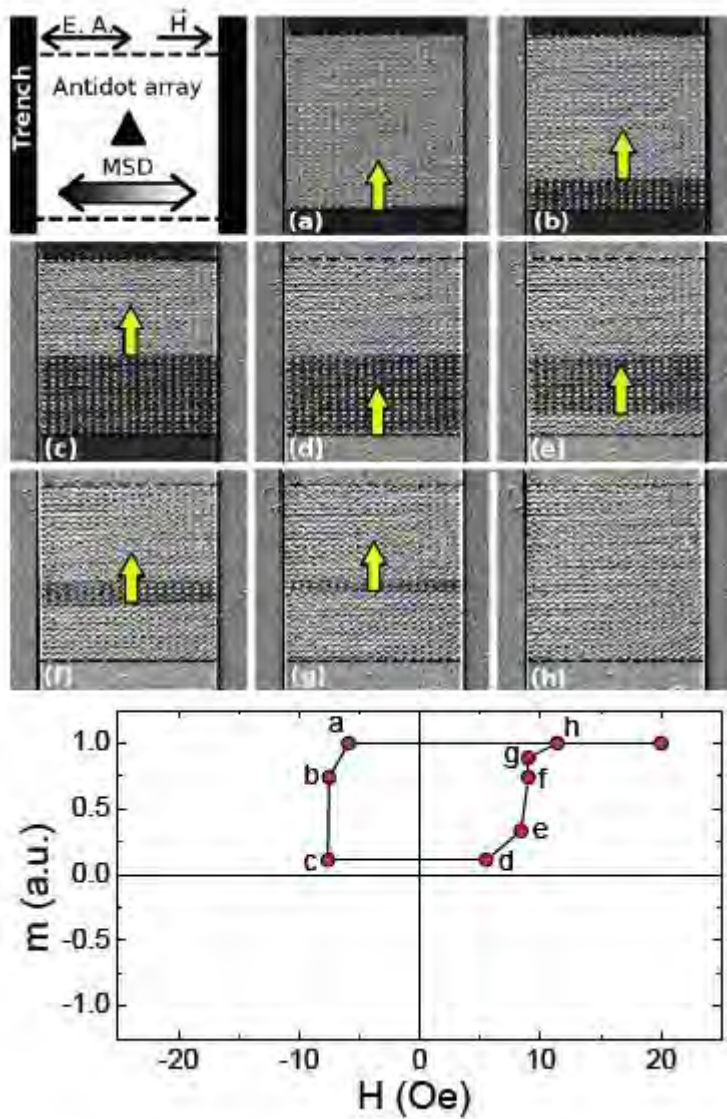 E. A. H
Trench
Antidot array
MSD
(a)
(b)
(c)
(d)
(e)
(f)
(g)
(h)
a
h
1.0
g
b
f
0.5
e
c
d
0.0
-0.5
-1.0
m (a.u.)
-20 -10 0 10 20
H (Oe)